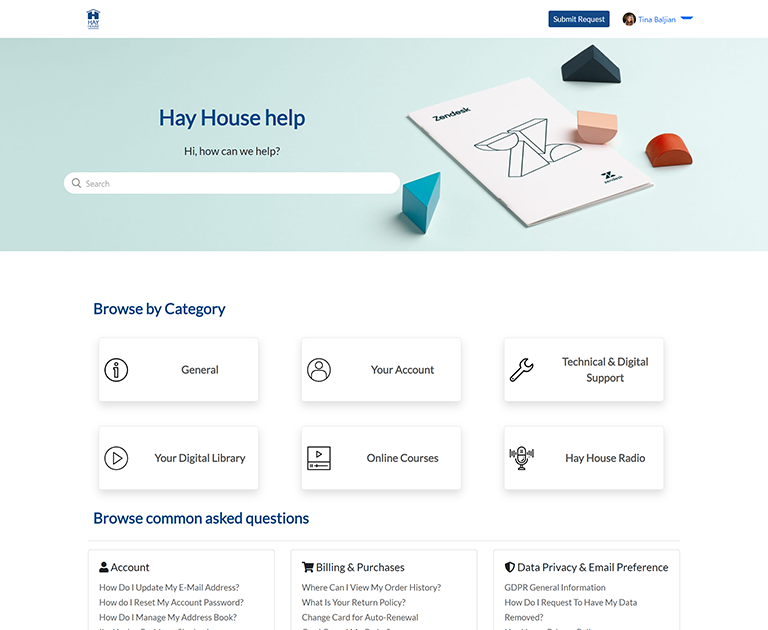 HAY
HOUSE
Submit Request
Tina Baljian
Zendesk
zendesk
Hay House help
Hi, how can we help?
Search
Browse by Category
General
Your Account
Technical & Digital
Support
Your Digital Library
Online Courses
Hay House Radio
Browse common asked questions
Account
Billing & Purchases
Data Privacy & Email Preference
How Do I Update My E-Mail Address?
Where Can I View My Order History?
GDPR General Information
How do I Reset My Account Password?
What Is Your Return Policy?
How Do I Request To Have My Data
Removed?
How Do I Manage My Address Book?
Change Card for Auto-Renewal